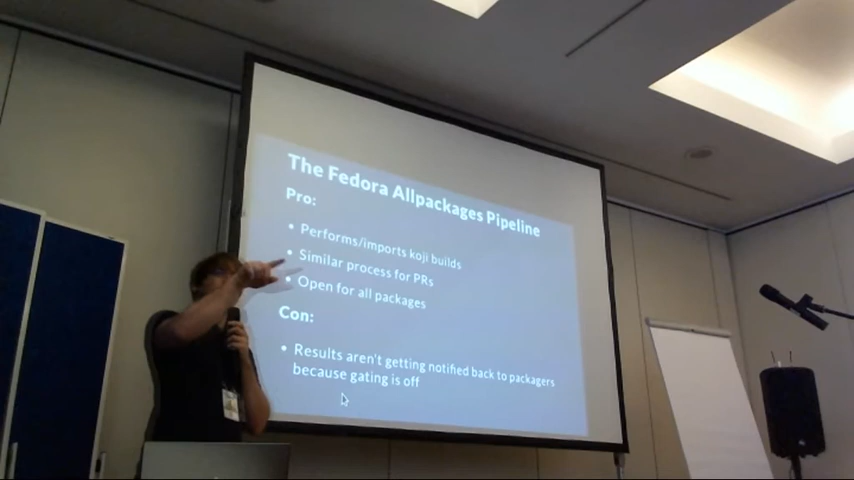 The Fedora Allpackages Pipeline
Pro:
• Performs/imports koji builds
• Similar process for PRs
• Open for all packages
Con:
• Results aren't getting notified back to packagers
because gating is off